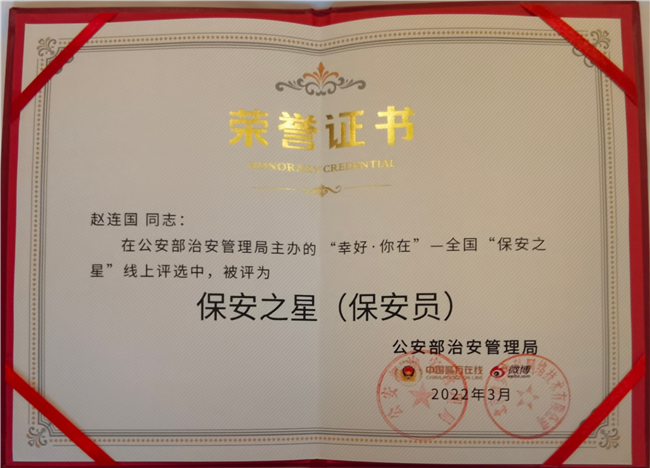 荣誉证书
HONORARY CREDENTIAL
赵连国 同志：
在公安部治安管理局主办的 “幸好·你在”—全国“保安之
星”线上评选中，被评为
保安之星（保安员）
公安部治安管理局
中国警方在线 微博
2022年3月